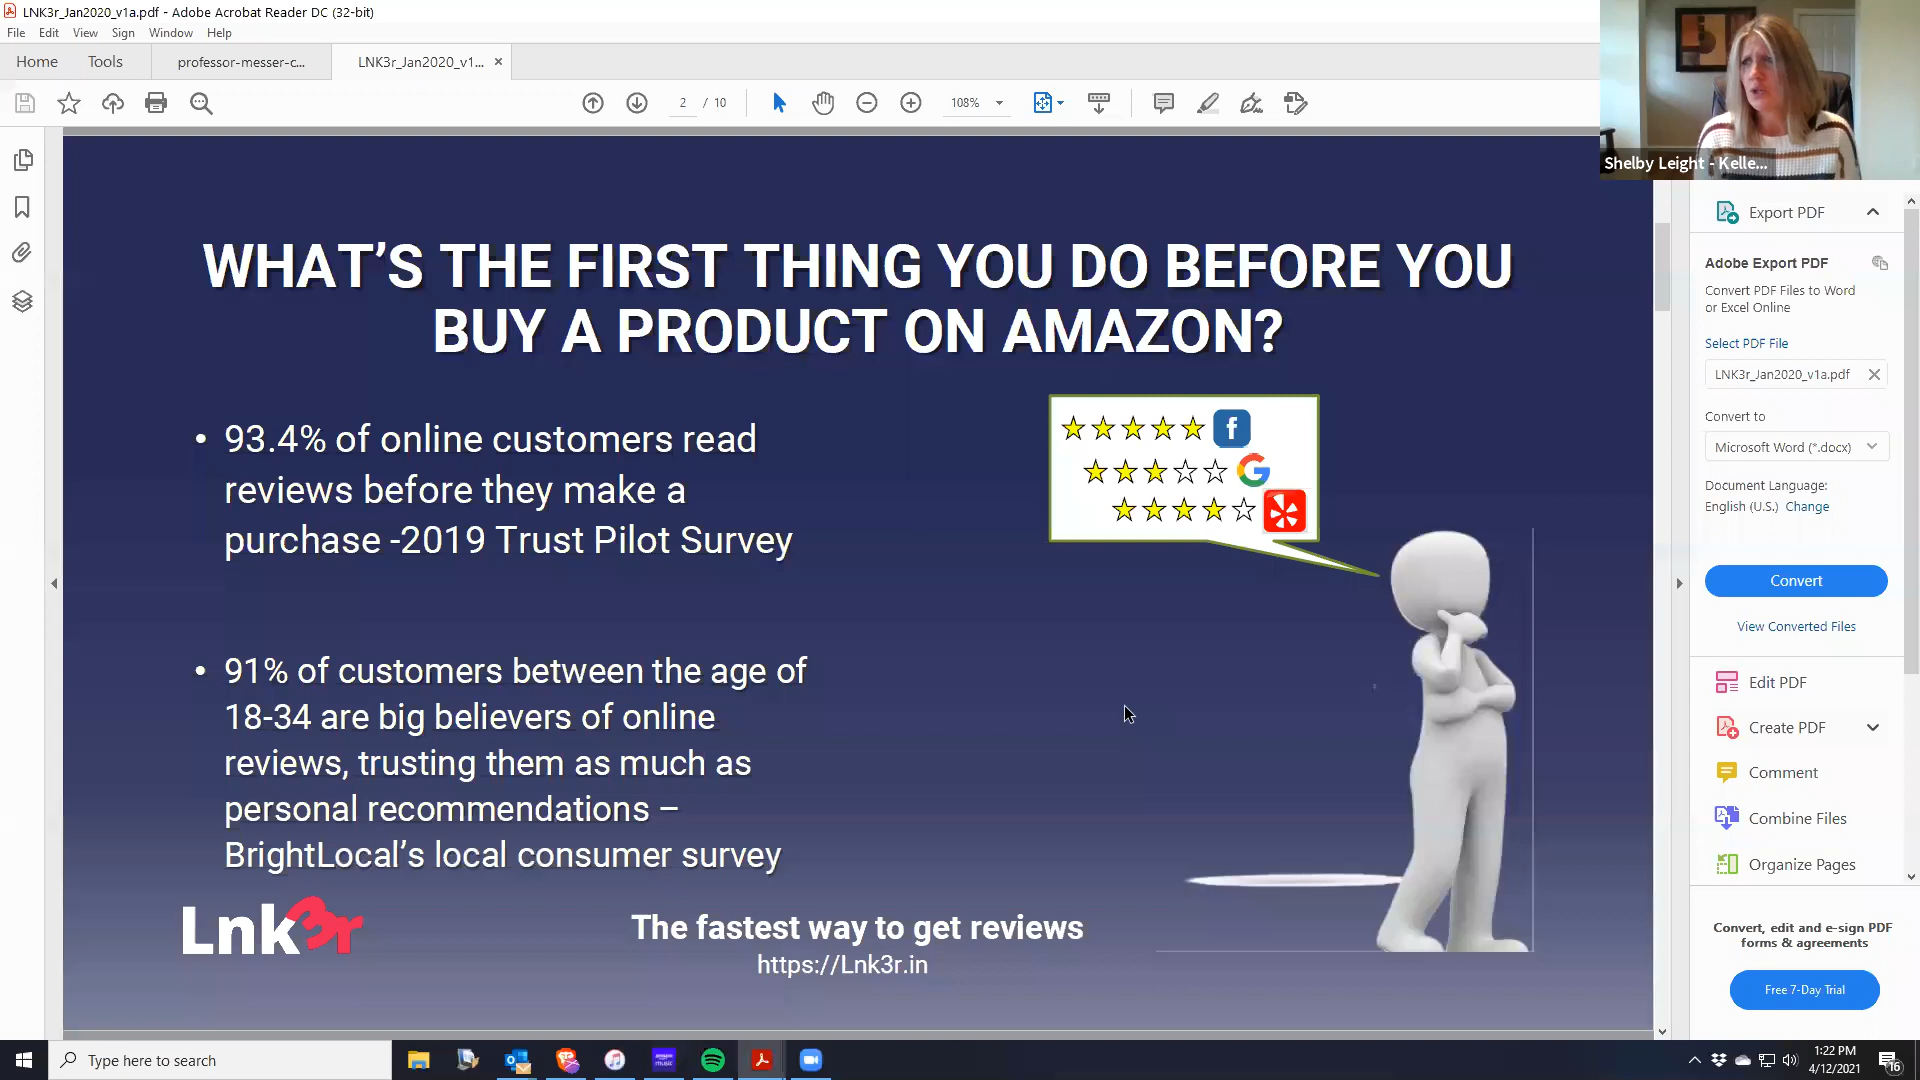 LNK3r_Jan2020_v1a.pdf - Adobe Acrobat Reader DC (32-bit)
File Edit View Sign Window Help
Home Tools professor-messer-c... LNK3r_Jan2020_v1... ×
2 / 10 108%
Shelby Leight - Kelle...
WHAT’S THE FIRST THING YOU DO BEFORE YOU
BUY A PRODUCT ON AMAZON?
• 93.4% of online customers read
reviews before they make a
purchase -2019 Trust Pilot Survey
• 91% of customers between the age of
18-34 are big believers of online
reviews, trusting them as much as
personal recommendations –
BrightLocal’s local consumer survey
f
G
Lnk3r
The fastest way to get reviews
https://Lnk3r.in
Export PDF
Adobe Export PDF
Convert PDF Files to Word
or Excel Online
Select PDF File
LNK3r_Jan2020_v1a.pdf
Convert to
Microsoft Word (*.docx)
Document Language:
English (U.S.) Change
Convert
View Converted Files
Edit PDF
Create PDF
Comment
Combine Files
Organize Pages
Convert, edit and e-sign PDF
forms & agreements
Free 7-Day Trial
Type here to search
music
1:22 PM
4/12/2021
16